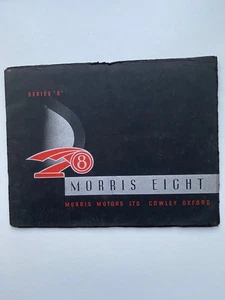 SERIES "E"
8
MORRIS EIGHT
MORRIS MOTORS LTD. COWLEY OXFORD